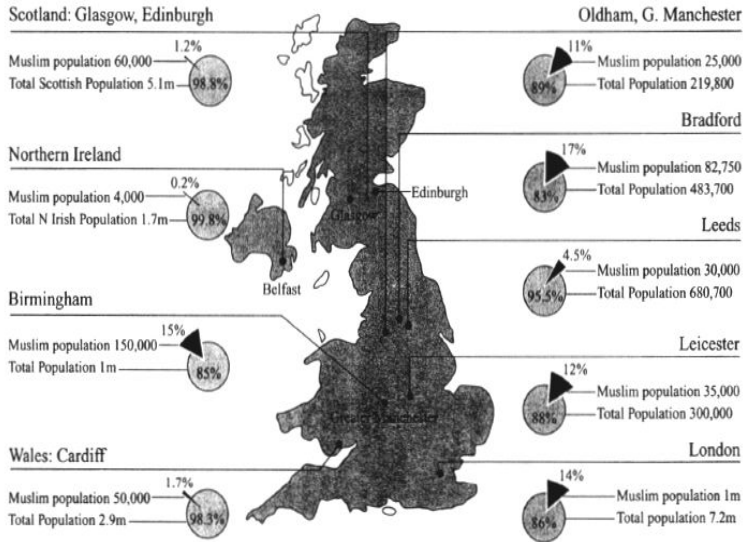 Scotland: Glasgow, Edinburgh
1.2%
Muslim population 60,000
98.8%
Total Scottish Population 5.1m
Northern Ireland
0.2%
Muslim population 4,000
99.8%
Total N Irish Population 1.7m
Birmingham
15%
Muslim population 150,000
85%
Total Population 1m
Wales: Cardiff
1.7%
Muslim population 50,000
98.3%
Total Population 2.9m
Edinburgh
Glasgow
Belfast
Greater Manchester
Oldham, G. Manchester
11%
Muslim population 25,000
89%
Total Population 219,800
Bradford
17%
Muslim population 82,750
83%
Total Population 483,700
Leeds
4.5%
Muslim population 30,000
95.5%
Total Population 680,700
Leicester
12%
Muslim population 35,000
88%
Total Population 300,000
London
14%
Muslim population 1m
86%
Total population 7.2m